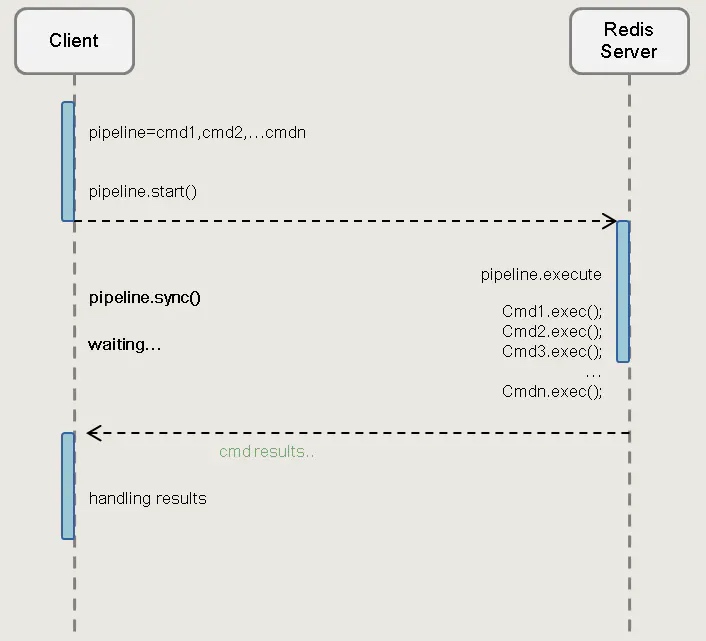 Client
Redis
Server
pipeline=cmd1,cmd2,...cmdn
pipeline.start()
pipeline.execute
pipeline.sync()
Cmd1.exec();
Cmd2.exec();
waiting...
Cmd3.exec();
...
Cmdn.exec();
cmd results..
handling results